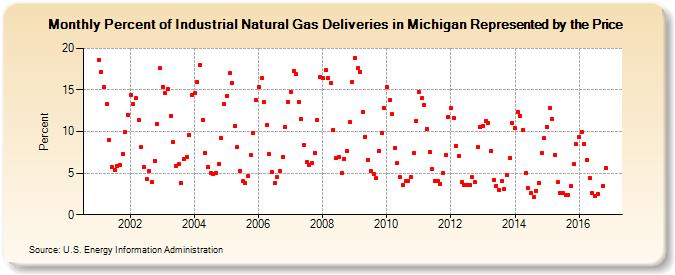 Monthly Percent of Industrial Natural Gas Deliveries in Michigan Represented by the Price
Percent
20
15
10
5
0
2002 2004 2006 2008 2010 2012 2014 2016
Source: U.S. Energy Information Administration